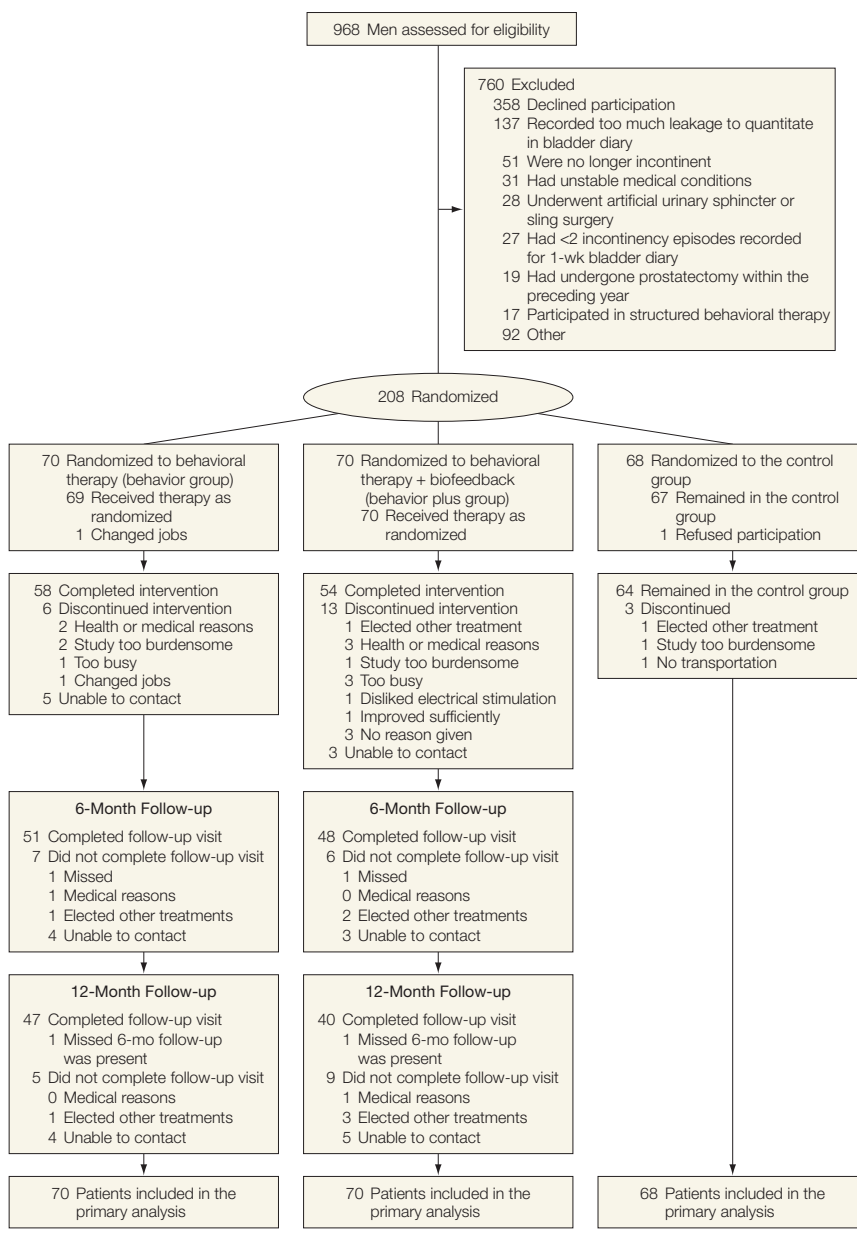 968 Men assessed for eligibility
760 Excluded
358 Declined participation
137 Recorded too much leakage to quantitate
in bladder diary
51 Were no longer incontinent
31 Had unstable medical conditions
28 Underwent artificial urinary sphincter or
sling surgery
27 Had <2 incontinency episodes recorded
for 1-wk bladder diary
19 Had undergone prostatectomy within the
preceding year
17 Participated in structured behavioral therapy
92 Other
208 Randomized
70 Randomized to behavioral
therapy (behavior group)
69 Received therapy as
randomized
1 Changed jobs
70 Randomized to behavioral
therapy + biofeedback
(behavior plus group)
70 Received therapy as
randomized
68 Randomized to the control
group
67 Remained in the control
group
1 Refused participation
58 Completed intervention
6 Discontinued intervention
2 Health or medical reasons
2 Study too burdensome
1 Too busy
1 Changed jobs
5 Unable to contact
54 Completed intervention
13 Discontinued intervention
1 Elected other treatment
3 Health or medical reasons
1 Study too burdensome
3 Too busy
1 Disliked electrical stimulation
1 Improved sufficiently
3 No reason given
3 Unable to contact
64 Remained in the control group
3 Discontinued
1 Elected other treatment
1 Study too burdensome
1 No transportation
6-Month Follow-up
51 Completed follow-up visit
7 Did not complete follow-up visit
1 Missed
1 Medical reasons
1 Elected other treatments
4 Unable to contact
6-Month Follow-up
48 Completed follow-up visit
6 Did not complete follow-up visit
1 Missed
0 Medical reasons
2 Elected other treatments
3 Unable to contact
12-Month Follow-up
47 Completed follow-up visit
1 Missed 6-mo follow-up
was present
5 Did not complete follow-up visit
0 Medical reasons
1 Elected other treatments
4 Unable to contact
12-Month Follow-up
40 Completed follow-up visit
1 Missed 6-mo follow-up
was present
9 Did not complete follow-up visit
1 Medical reasons
3 Elected other treatments
5 Unable to contact
70 Patients included in the
primary analysis
70 Patients included in the
primary analysis
68 Patients included in the
primary analysis